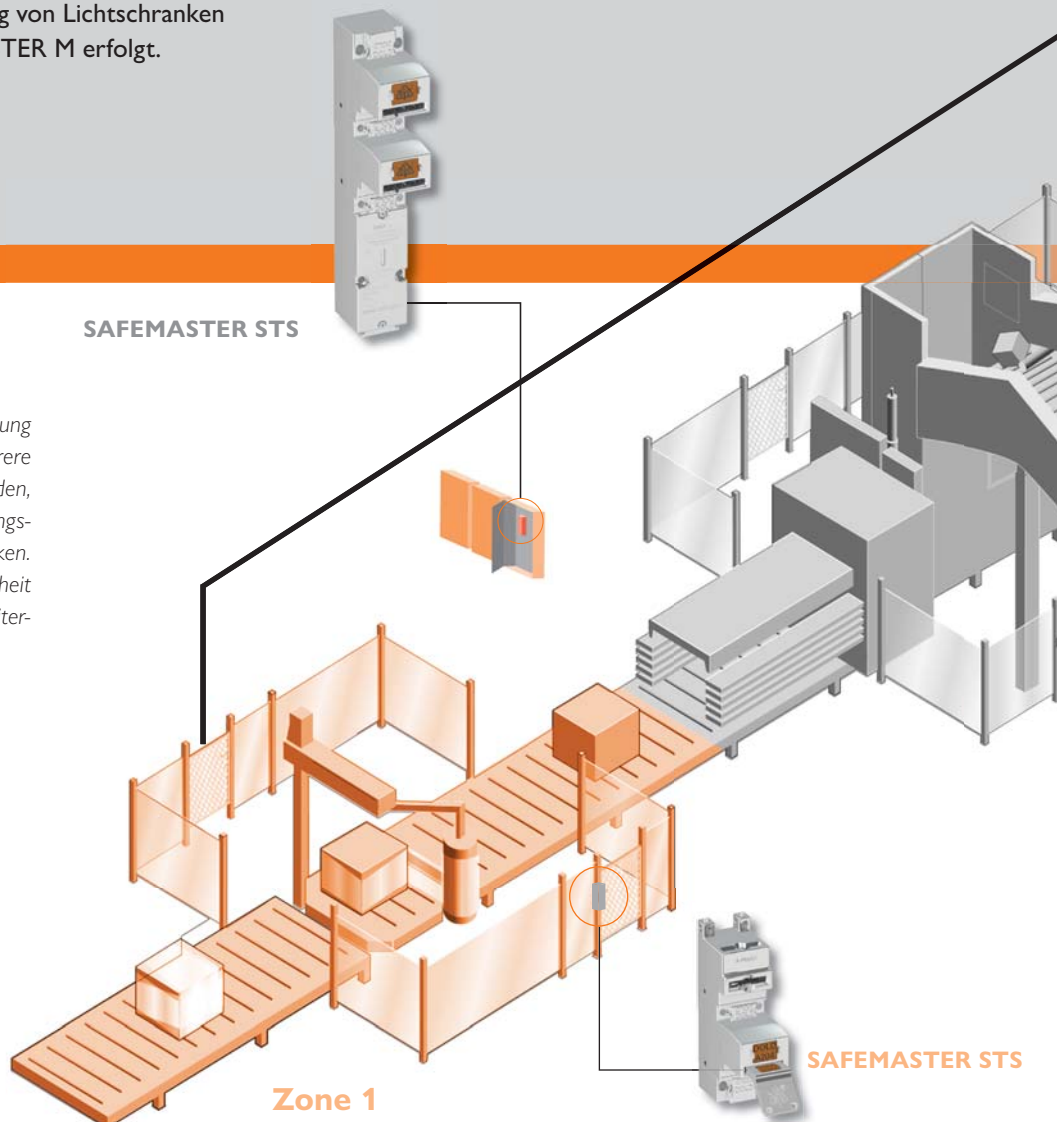 g von Lichtschranken
TER M erfolgt.
SAFEMASTER STS
ung
rere
den,
ngs-
ken.
heit
lter-
SAFEMASTER STS
Zone 1